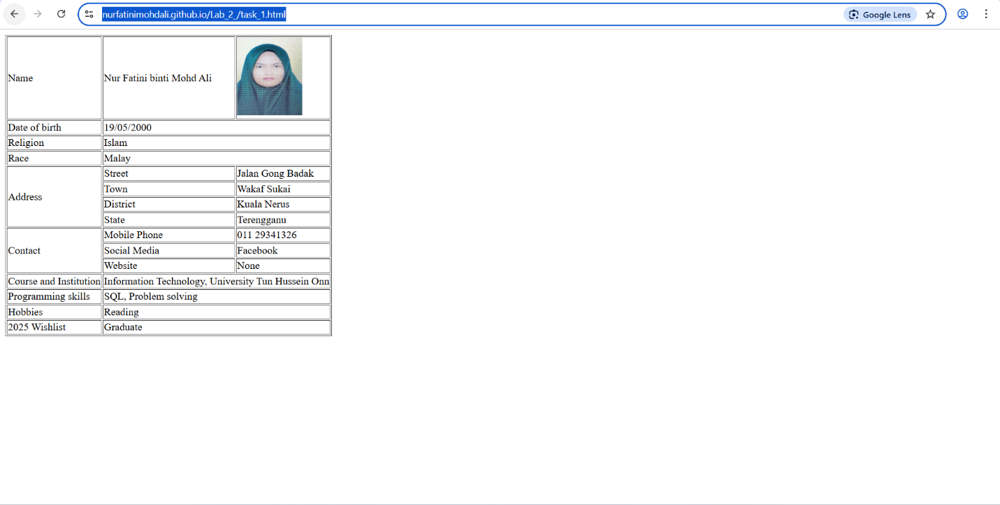 nurfatinimohdali.github.io/Lab_2_/task_1.html
Google Lens
Name
Nur Fatini binti Mohd Ali
Date of birth
19/05/2000
Religion
Islam
Race
Malay
Address
Street
Jalan Gong Badak
Town
Wakaf Sukai
District
Kuala Nerus
State
Terengganu
Contact
Mobile Phone
011 29341326
Social Media
Facebook
Website
None
Course and Institution
Information Technology, University Tun Hussein Onn
Programming skills
SQL, Problem solving
Hobbies
Reading
2025 Wishlist
Graduate